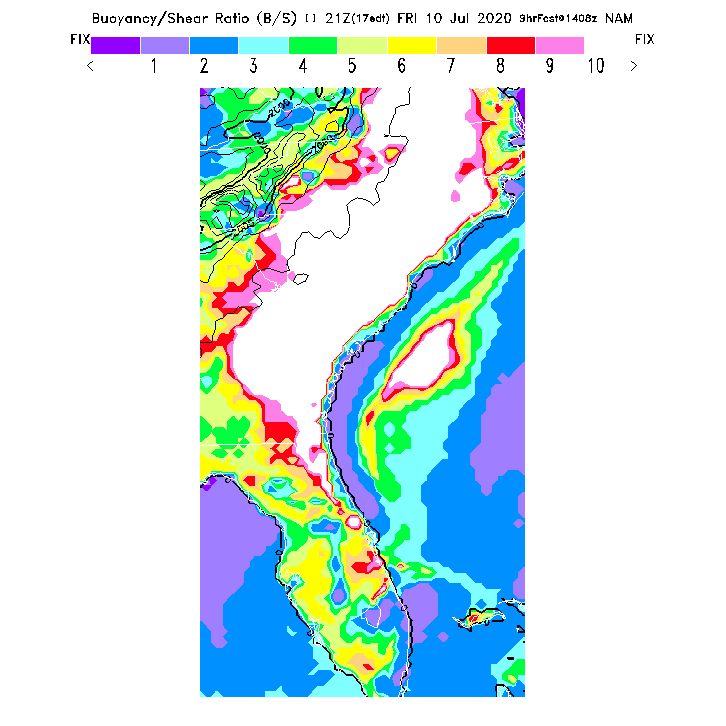 Buoyancy/Shear Ratio (B/S) [] 21Z(17edt) FRI 10 Jul 2020 9hrFcst@1408z NAM
FIX FIX
< 1 2 3 4 5 6 7 8 9 10 >